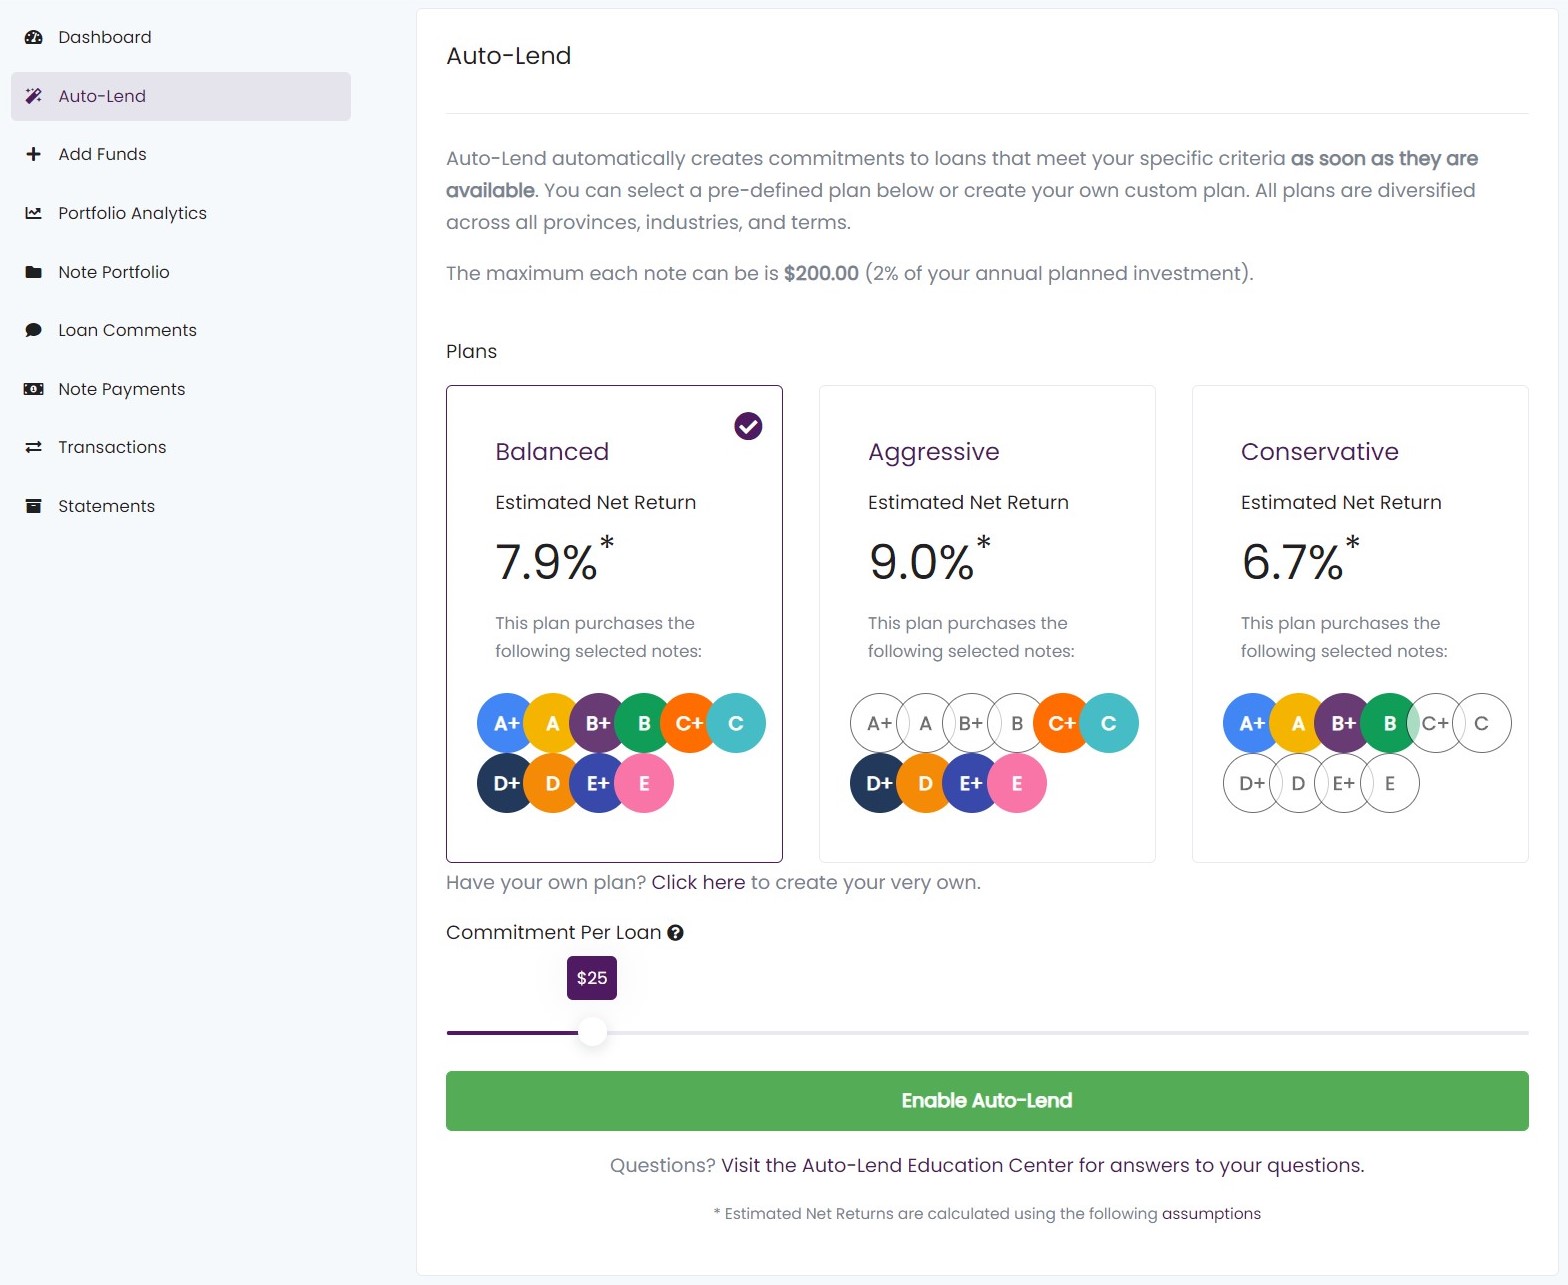 Dashboard
Auto-Lend
Add Funds
Portfolio Analytics
Note Portfolio
Loan Comments
Note Payments
Transactions
Statements
Auto-Lend
Auto-Lend automatically creates commitments to loans that meet your specific criteria as soon as they are
available. You can select a pre-defined plan below or create your own custom plan. All plans are diversified
across all provinces, industries, and terms.
The maximum each note can be is $200.00 (2% of your annual planned investment).
Plans
Balanced
Estimated Net Return
7.9%*
This plan purchases the
following selected notes:
A+ A B+ B C+ C
D+ D E+ E
Aggressive
Estimated Net Return
9.0%*
This plan purchases the
following selected notes:
A+ A B+ B C+ C
D+ D E+ E
Conservative
Estimated Net Return
6.7%*
This plan purchases the
following selected notes:
A+ A B+ B C+ C
D+ D E+ E
Have your own plan? Click here to create your very own.
Commitment Per Loan ?
$25
Enable Auto-Lend
Questions? Visit the Auto-Lend Education Center for answers to your questions.
* Estimated Net Returns are calculated using the following assumptions